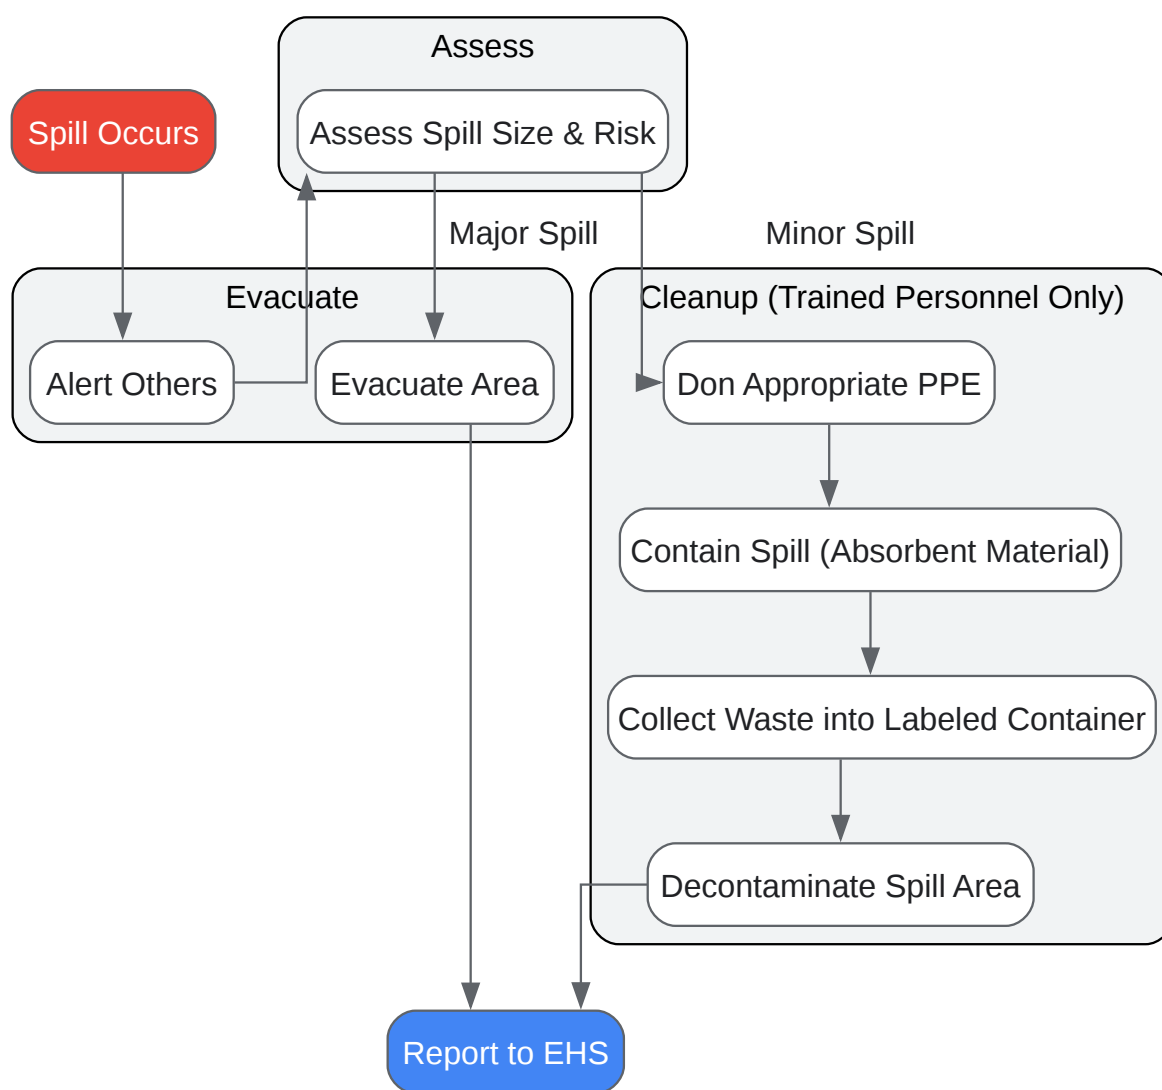 Assess
Spill Occurs
Assess Spill Size & Risk
Major Spill
Minor Spill
Evacuate
Cleanup (Trained Personnel Only)
Alert Others
Evacuate Area
Don Appropriate PPE
Contain Spill (Absorbent Material)
Collect Waste into Labeled Container
Decontaminate Spill Area
Report to EHS